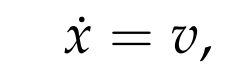 ẋ = v,